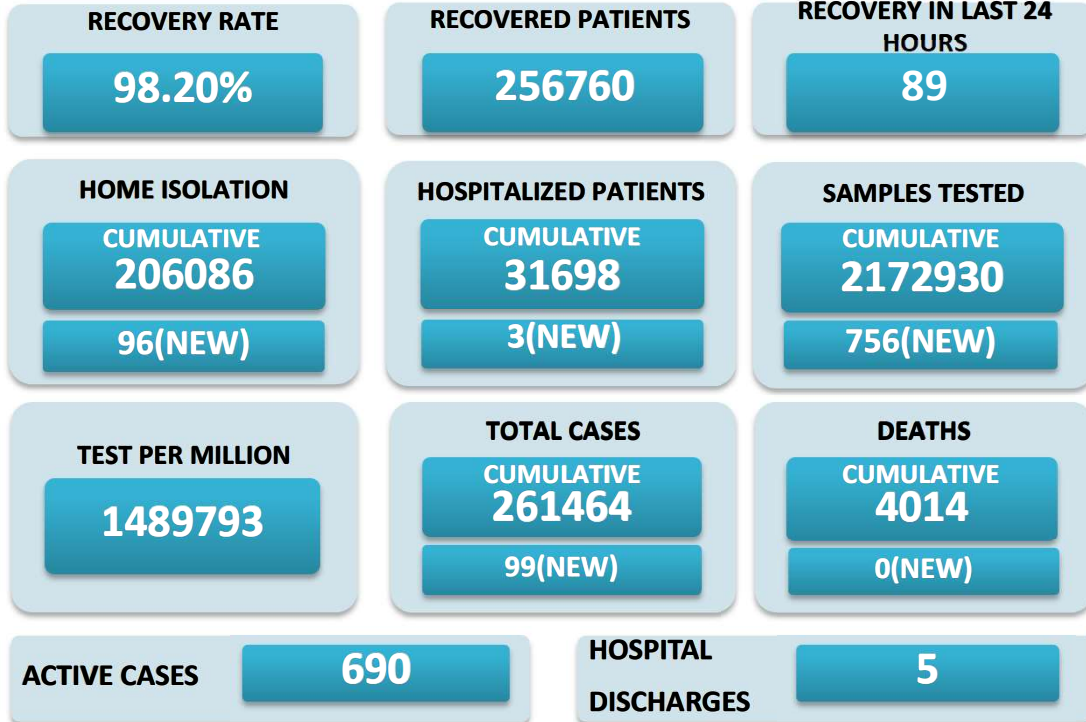 RECOVERY RATE
98.20%
RECOVERED PATIENTS
256760
RECOVERY IN LAST 24
HOURS
89
HOME ISOLATION
CUMULATIVE
206086
96(NEW)
HOSPITALIZED PATIENTS
CUMULATIVE
31698
3(NEW)
SAMPLES TESTED
CUMULATIVE
2172930
756(NEW)
TEST PER MILLION
1489793
TOTAL CASES
CUMULATIVE
261464
99(NEW)
DEATHS
CUMULATIVE
4014
0(NEW)
ACTIVE CASES
690
HOSPITAL
DISCHARGES
5